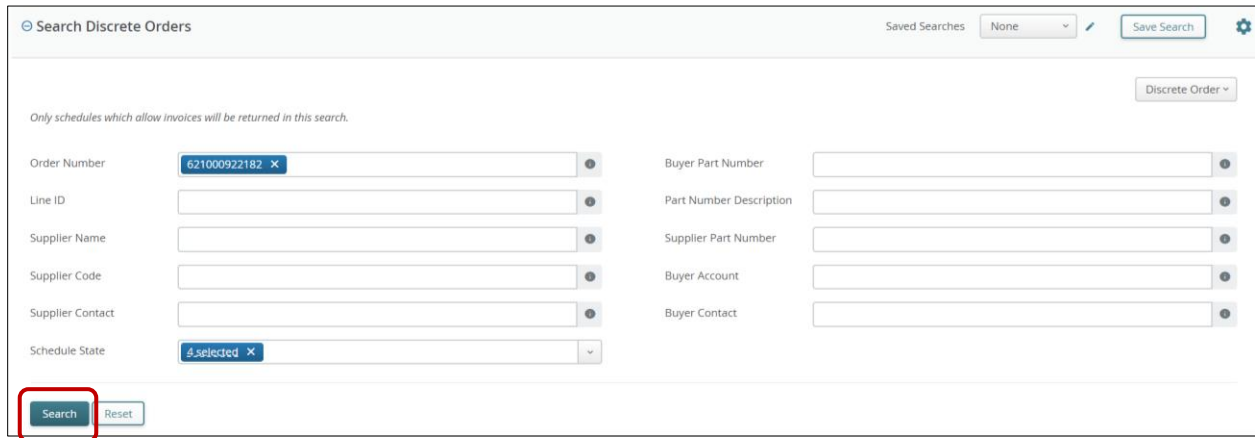 Search Discrete Orders
Saved Searches None Save Search
Discrete Order
Only schedules which allow invoices will be returned in this search.
Order Number 621000922182 × Buyer Part Number
Line ID Part Number Description
Supplier Name Supplier Part Number
Supplier Code Buyer Account
Supplier Contact Buyer Contact
Schedule State 4 selected ×
Search Reset